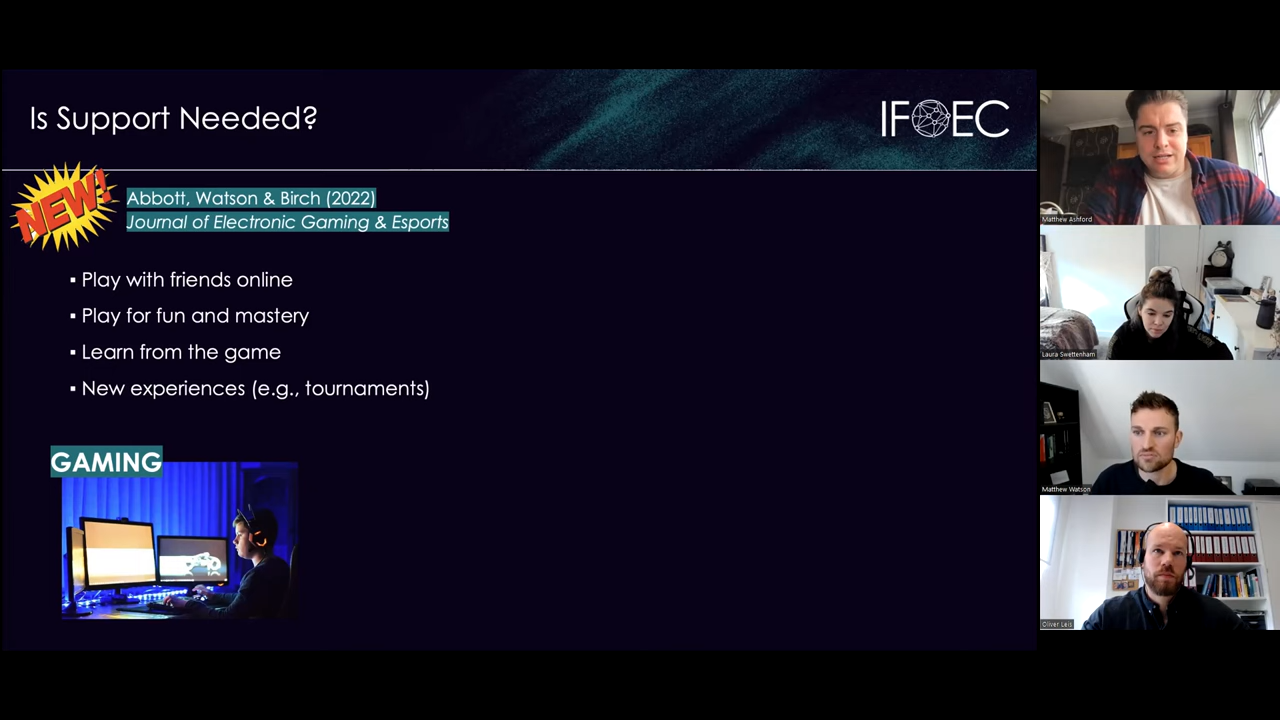 Is Support Needed?
IFOEC
NEW!
Abbott, Watson & Birch (2022)
Journal of Electronic Gaming & Esports
▪ Play with friends online
▪ Play for fun and mastery
▪ Learn from the game
▪ New experiences (e.g., tournaments)
GAMING
Matthew Ashford
Laura Swettenham
Matthew Watson
Oliver Leis